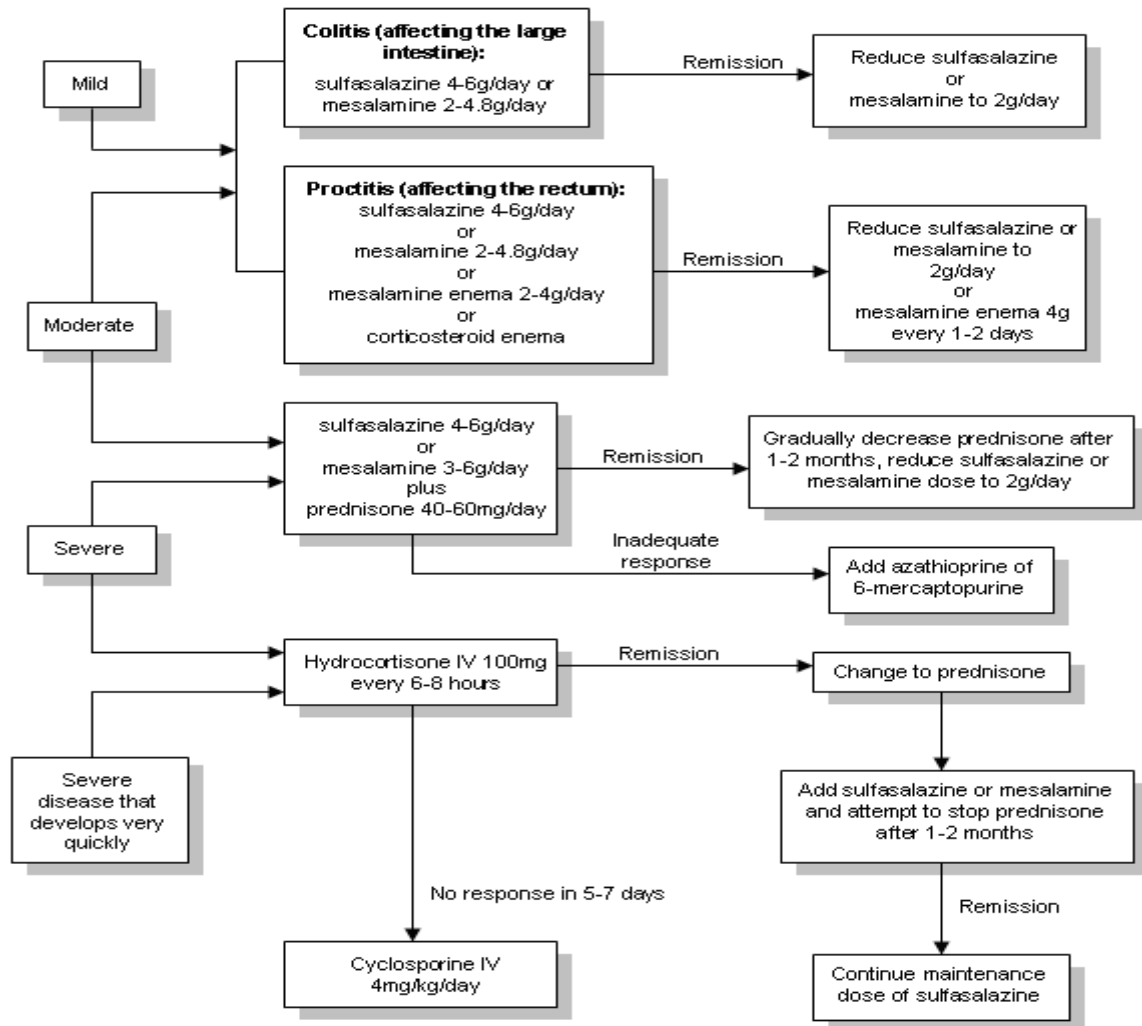 Mild
Colitis (affecting the large
intestine):
sulfasalazine 4-6g/day or
mesalamine 2-4.8g/day
Remission
Reduce sulfasalazine
or
mesalamine to 2g/day
Proctitis (affecting the rectum):
sulfasalazine 4-6g/day
or
mesalamine 2-4.8g/day
or
mesalamine enema 2-4g/day
or
corticosteroid enema
Remission
Reduce sulfasalazine or
mesalamine to
2g/day
or
mesalamine enema 4g
every 1-2 days
Moderate
sulfasalazine 4-6g/day
or
mesalamine 3-6g/day
plus
prednisone 40-60mg/day
Remission
Gradually decrease prednisone after
1-2 months, reduce sulfasalazine or
mesalamine dose to 2g/day
Severe
Inadequate
response
Add azathioprine of
6-mercaptopurine
Hydrocortisone IV 100mg
every 6-8 hours
Remission
Change to prednisone
Severe
disease that
develops very
quickly
Add sulfasalazine or mesalamine
and attempt to stop prednisone
after 1-2 months
No response in 5-7 days
Remission
Cyclosporine IV
4mg/kg/day
Continue maintenance
dose of sulfasalazine